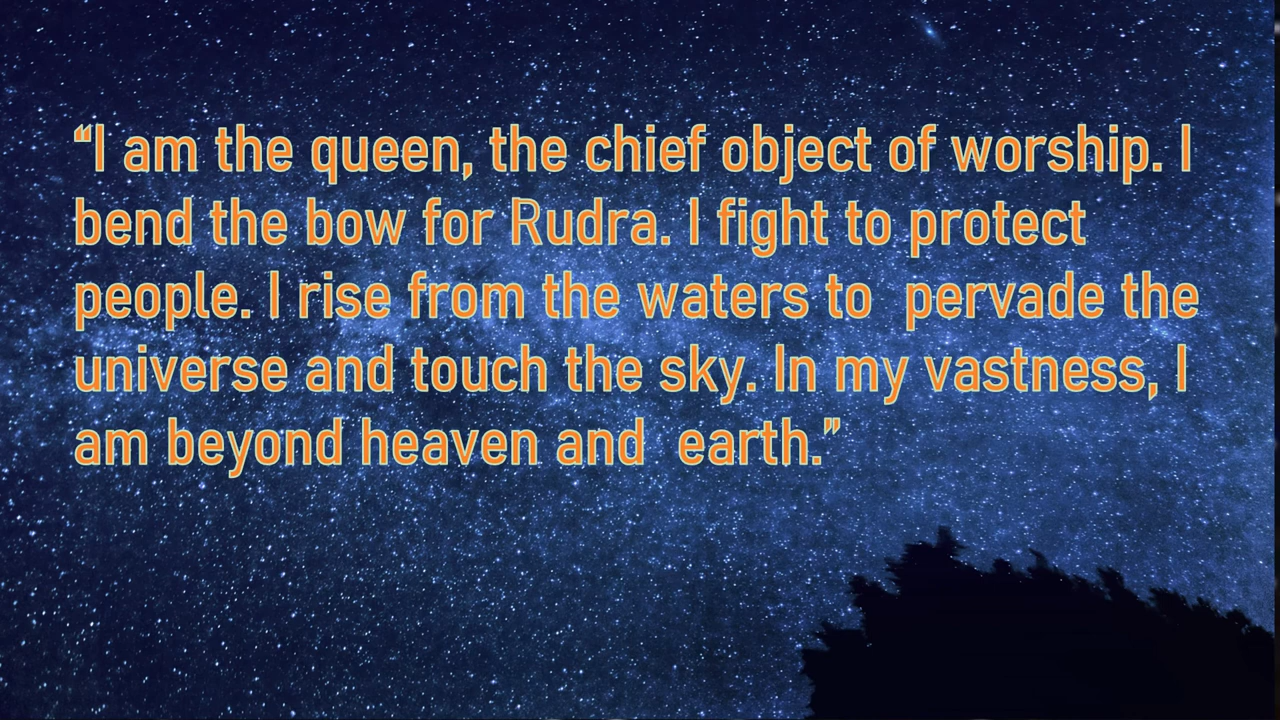 “I am the queen, the chief object of worship. I
bend the bow for Rudra. I fight to protect
people. I rise from the waters to  pervade the
universe and touch the sky. In my vastness, I
am beyond heaven and  earth.”